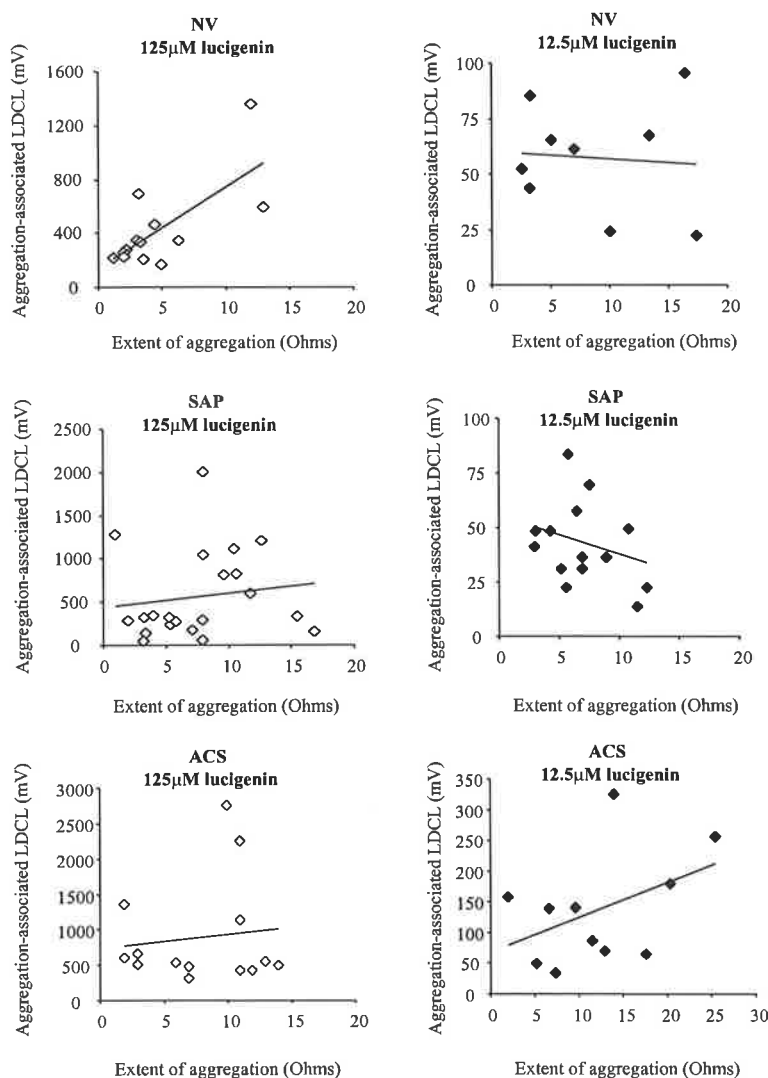 NV
125μM lucigenin
Aggregation-associated LDCL (mV)
1600
1200
800
400
0
0 5 10 15 20
Extent of aggregation (Ohms)
NV
12.5μM lucigenin
Aggregation-associated LDCL (mV)
100
75
50
25
0
0 5 10 15 20
Extent of aggregation (Ohms)
SAP
125μM lucigenin
Aggregation-associated LDCL (mV)
2500
2000
1500
1000
500
0
0 5 10 15 20
Extent of aggregation (Ohms)
SAP
12.5μM lucigenin
Aggregation-associated LDCL (mV)
100
75
50
25
0
0 5 10 15 20
Extent of aggregation (Ohms)
ACS
125μM lucigenin
Aggregation-associated LDCL (mV)
3000
2500
2000
1500
1000
500
0
0 5 10 15 20
Extent of aggregation (Ohms)
ACS
12.5μM lucigenin
Aggregation-associated LDCL (mV)
350
300
250
200
150
100
50
0
0 5 10 15 20 25 30
Extent of aggregation (Ohms)